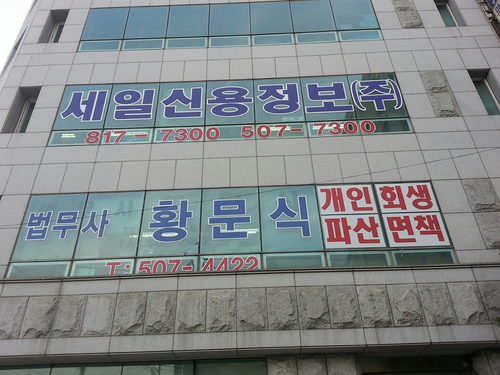 세일신용정보(주)
817-7300 507-7300
법무사 황문식 개인회생
파산면책
T:507-4422